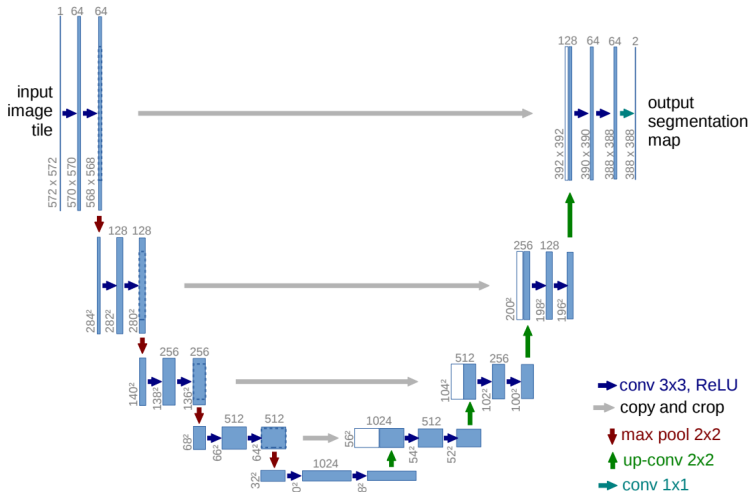 1 64 64
input
image
tile
572 x 572
570 x 570
568 x 568
128 64 64 2
output
segmentation
map
392 x 392
390 x 390
388 x 388
388 x 388
128 128
284²
282²
280²
256 128
200²
198²
196²
256 256
140²
138²
136²
512 256
104²
102²
100²
512 512
68²
66²
64²
1024 512
56²
54²
52²
1024
32²
conv 3x3, ReLU
copy and crop
max pool 2x2
up-conv 2x2
conv 1x1